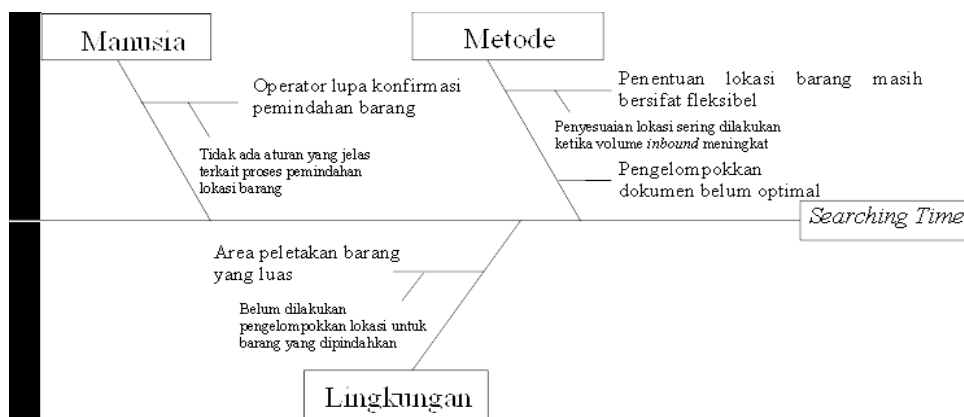 Manusia
Operator lupa konfirmasi
pemindahan barang
Tidak ada aturan yang jelas
terkait proses pemindahan
lokasi barang
Metode
Penentuan lokasi barang masih
bersifat fleksibel
Penyesuaian lokasi sering dilakukan
ketika volume inbound meningkat
Pengelompokkan
dokumen belum optimal
Searching Time
Area peletakan barang
yang luas
Belum dilakukan
pengelompokkan lokasi untuk
barang yang dipindahkan
Lingkungan